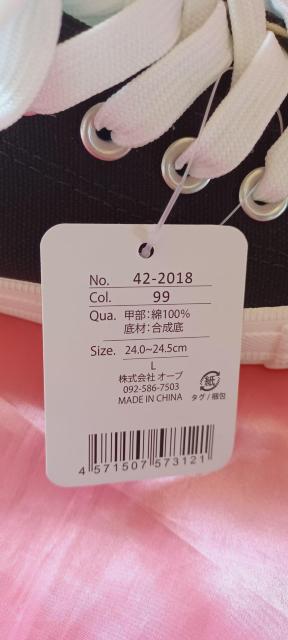 No. 42-2018
Col. 99
Qua. 甲部：綿100%
底材：合成底
Size. 24.0~24.5cm
L
株式会社 オーブ
092-586-7503
MADE IN CHINA
紙
タグ / 梱包
4 571507 573121